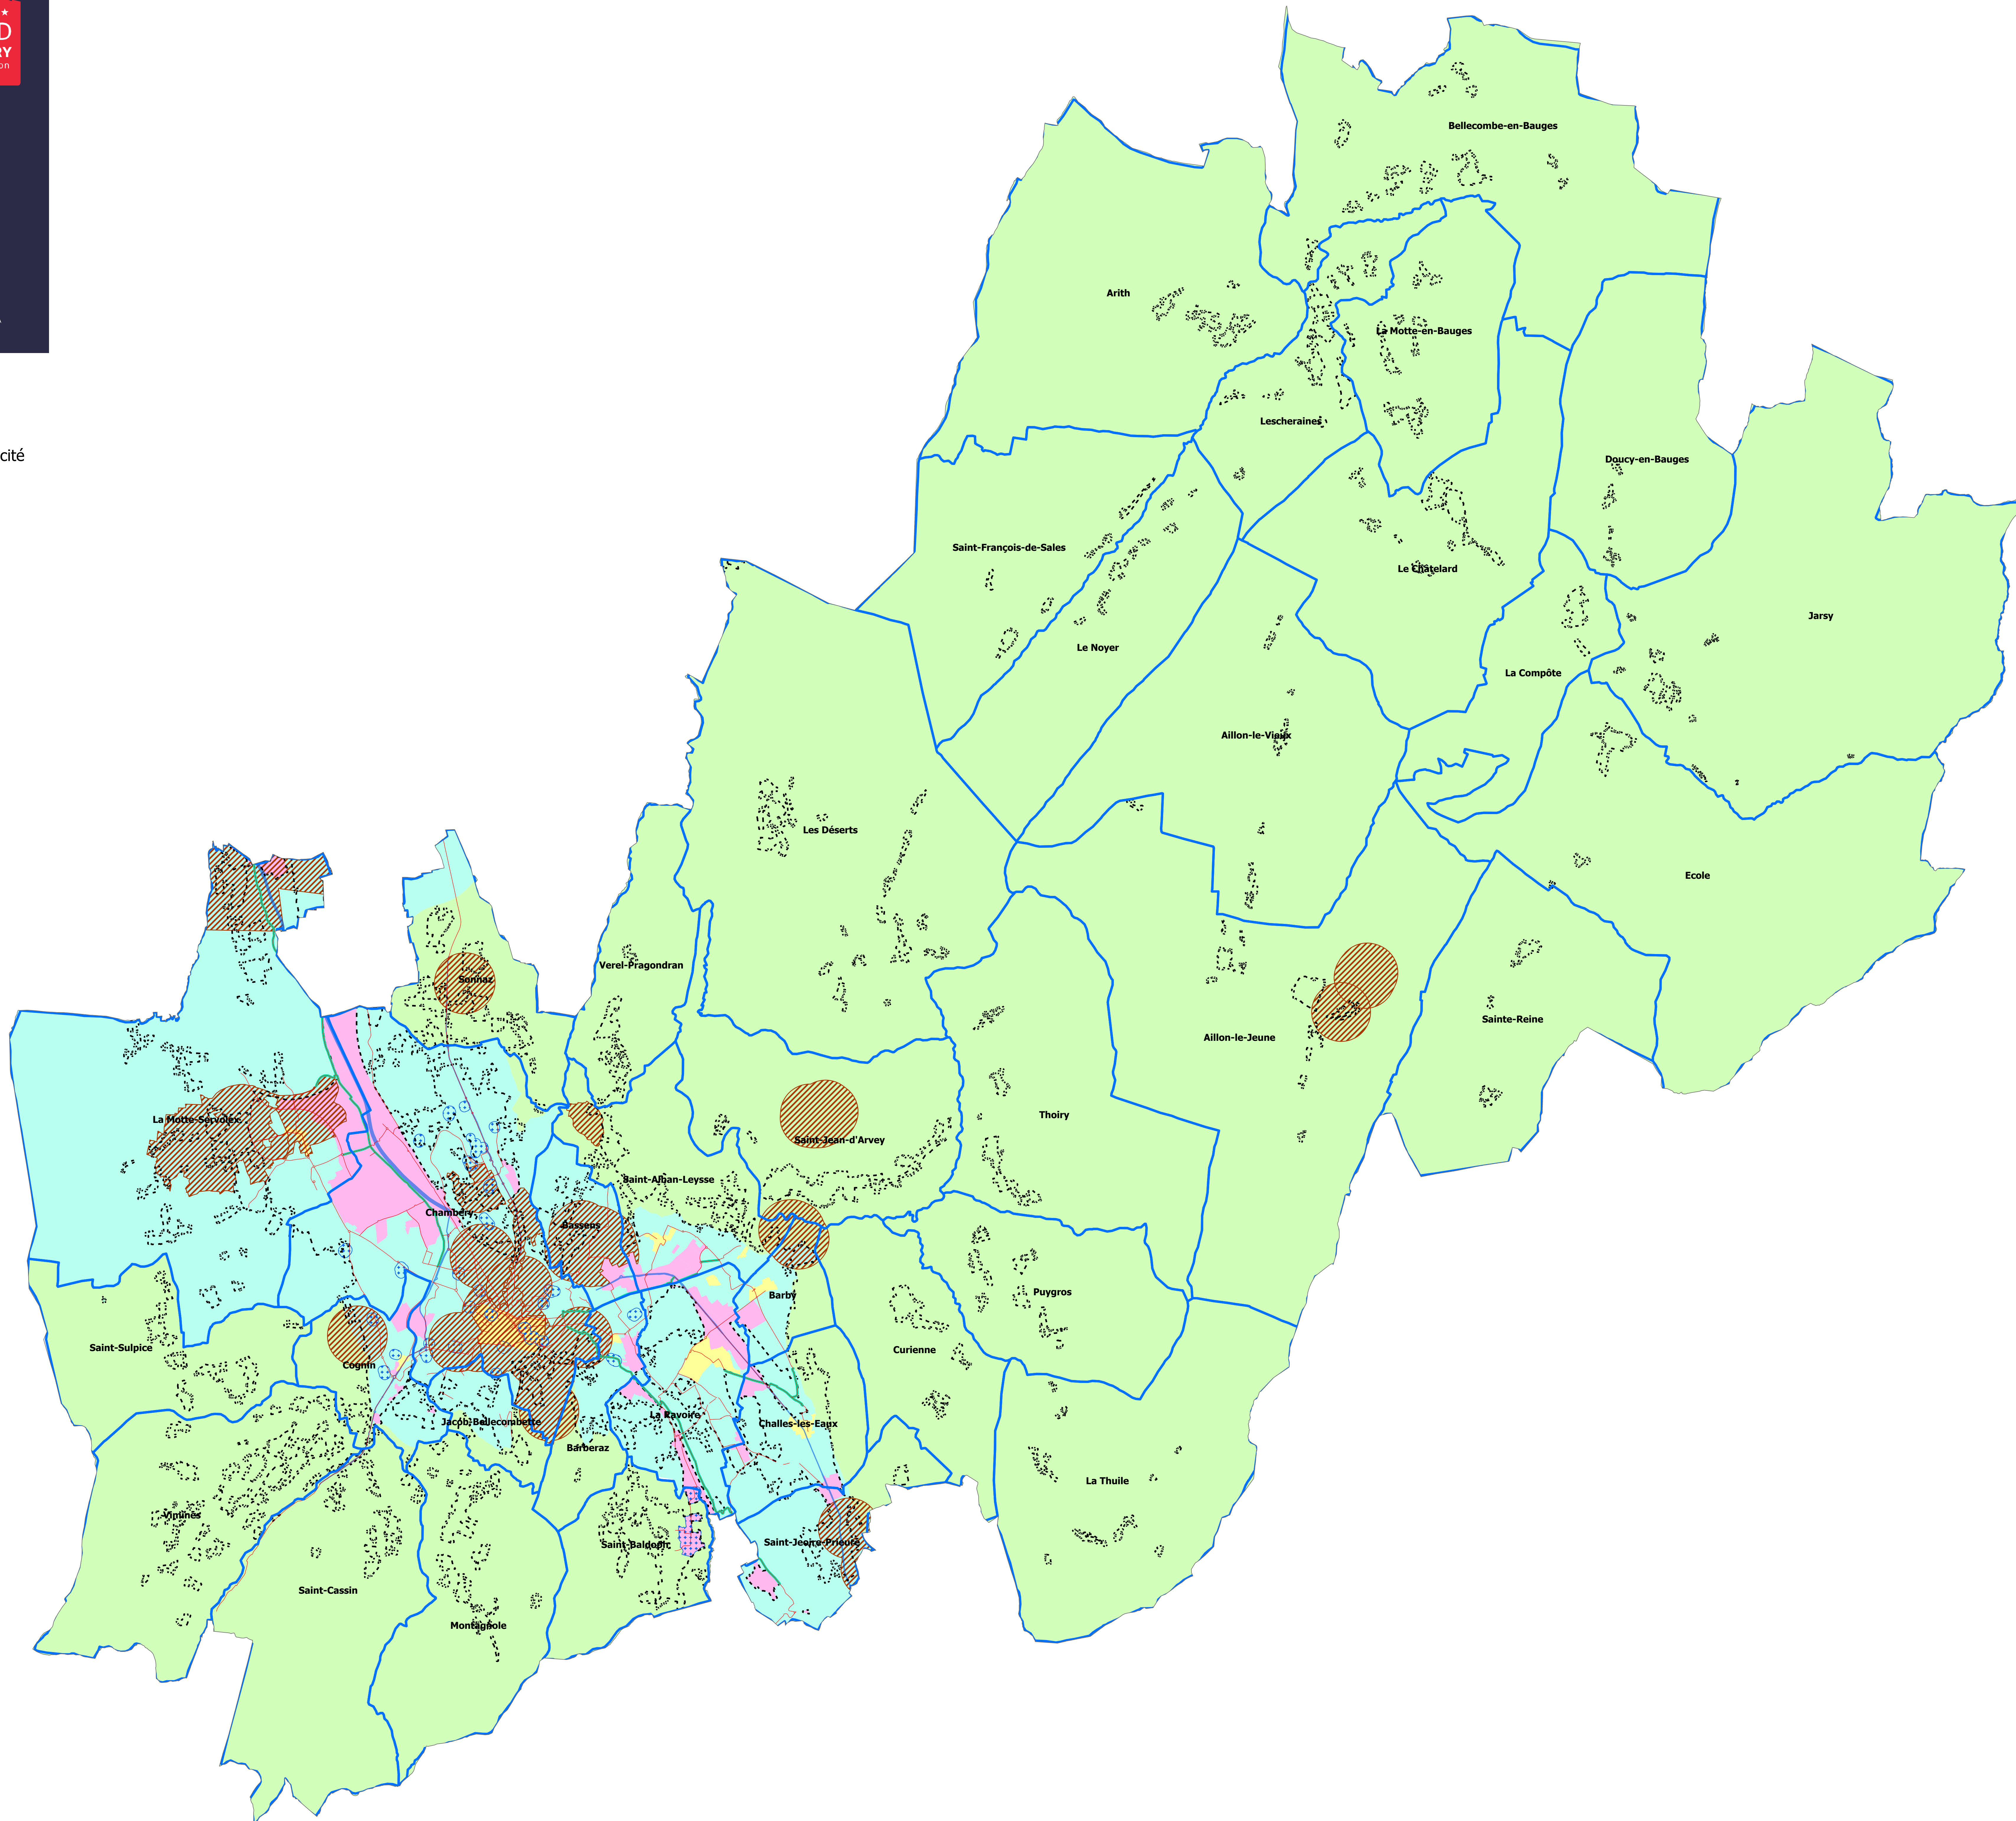 D
RY
on
cité
Bellecombe-en-Bauges
Arith
La Motte-en-Bauges
Lescheraines
Doucy-en-Bauges
Saint-François-de-Sales
Le Châtelard
Jarsy
Le Noyer
La Compôte
Aillon-le-Vieux
Les Déserts
Ecole
Verel-Pragondran
Sonnaz
Sainte-Reine
Aillon-le-Jeune
La Motte-Servolex
Thoiry
Saint-Jean-d'Arvey
Saint-Alban-Leysse
Chambéry
Bassens
Puygros
Barby
Saint-Sulpice
Curienne
Cognin
La Ravoire
Jacob-Bellecombette
Challes-les-Eaux
Barberaz
La Thuile
Vimines
Saint-Jeoire-Prieuré
Saint-Baldoph
Saint-Cassin
Montagnole